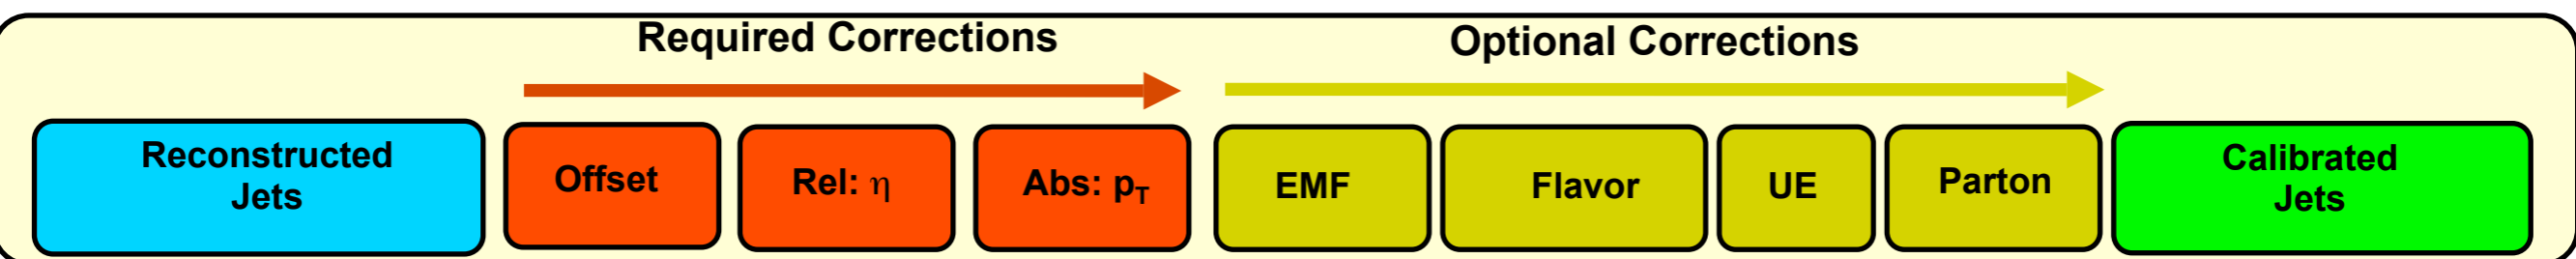 Required Corrections
Optional Corrections
Reconstructed
Jets
Offset
Rel: η
Abs: pT
EMF
Flavor
UE
Parton
Calibrated
Jets